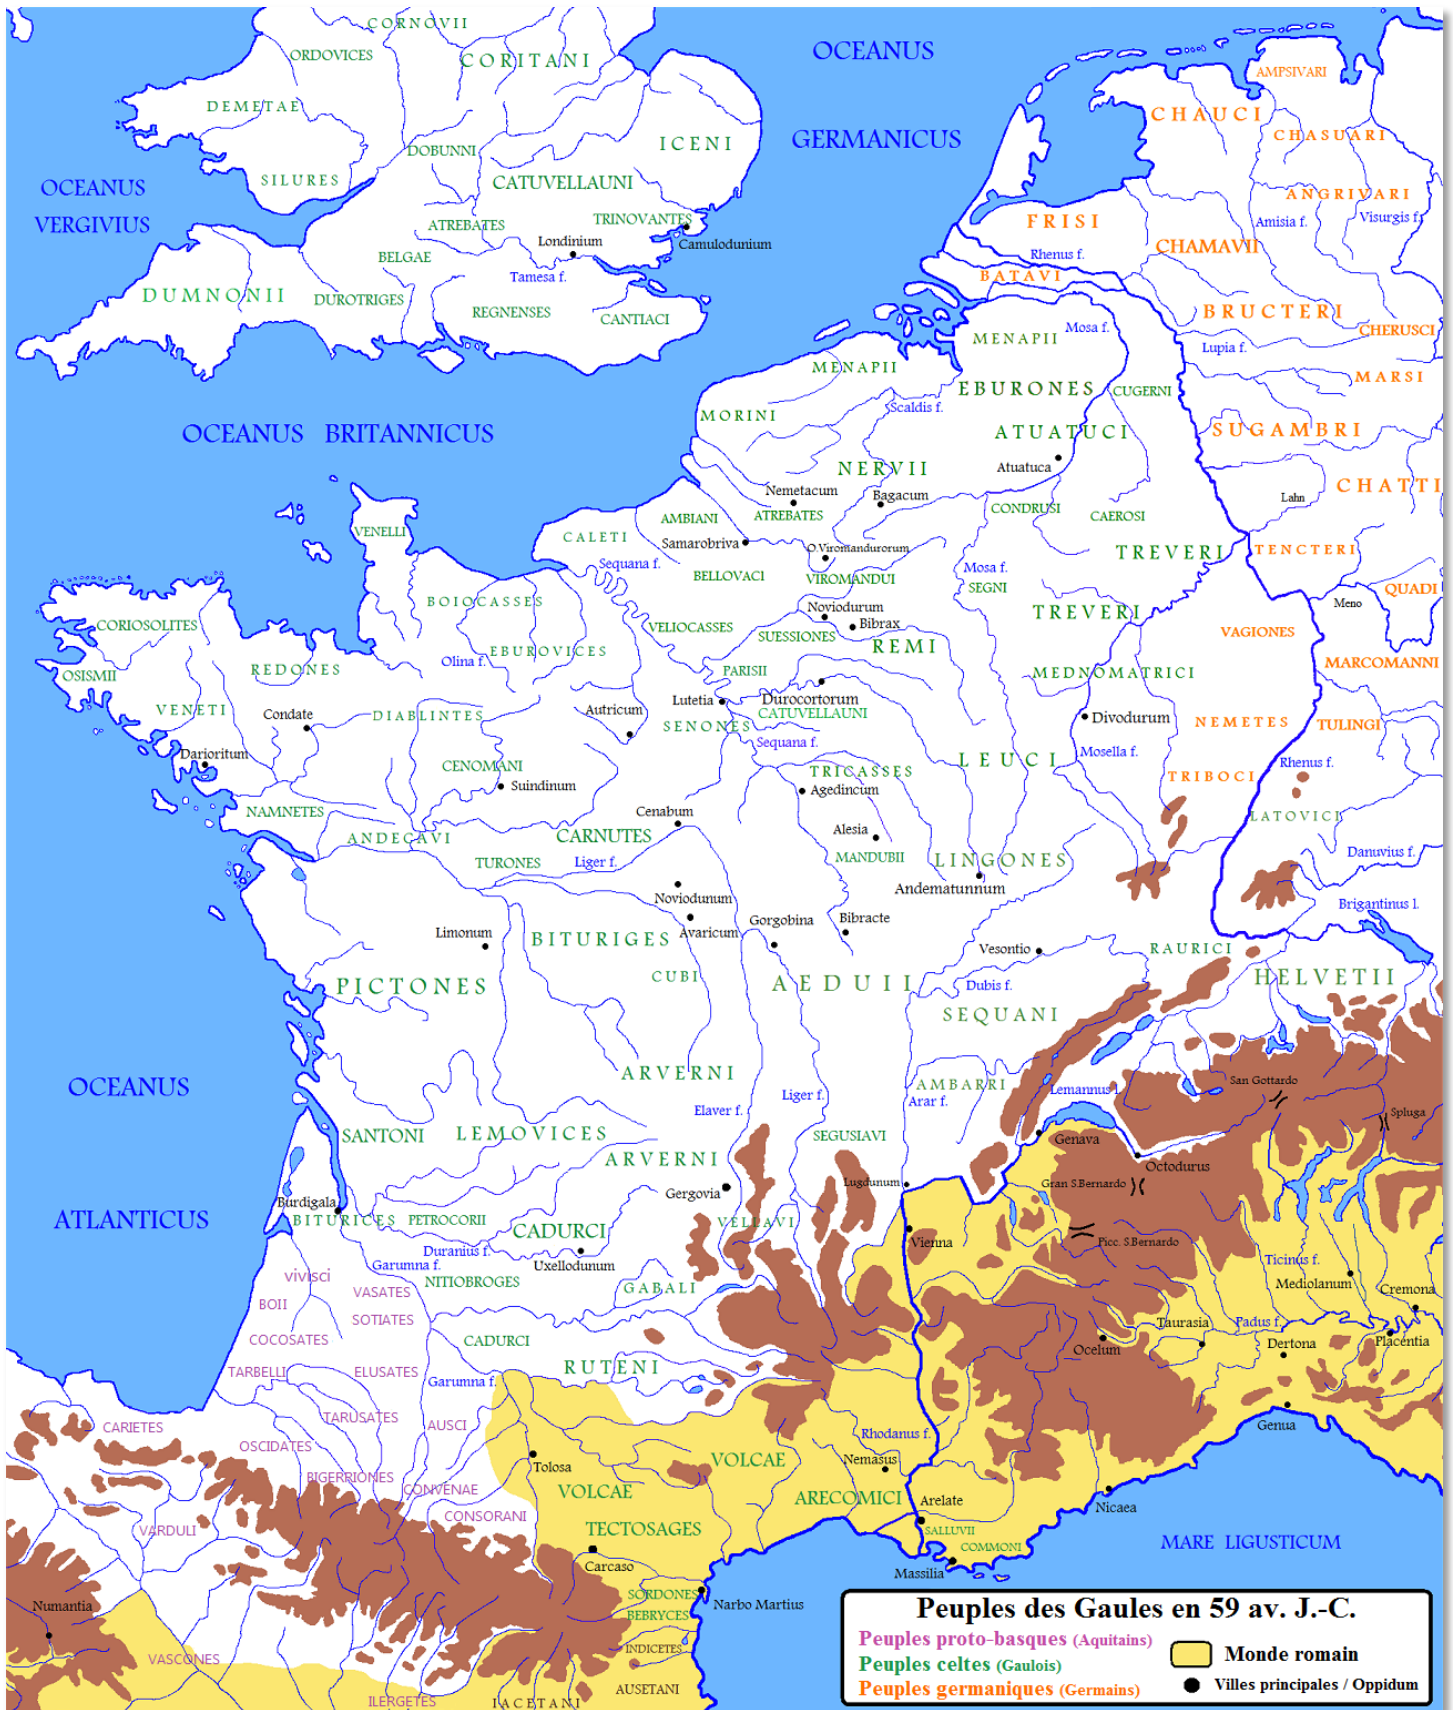 CORNOVII
OCEANUS
ORDOVICES
CORITANI
AMPSIVARI
DEMETAE
CHAUCI
CHASUARI
GERMANICUS
ICENI
DOBUNNI
SILURES
CATUVELLAUNI
OCEANUS
VERGIVIUS
ANGRIVARI
ATREBATES
TRINOVANTES
FRISI
Amisia f.
Visurgis f.
Londinium
Camulodunium
CHAMAVII
BELGAE
Rhenus f.
Tamesa f.
BATAVI
DUMNONII
DUROTRIGES
REGNENSES
CANTIACI
BRUCTERI
CHERUSCI
MENAPII
Mosa f.
Lupia f.
MENAPII
MARSI
EBURONES
CUGERNI
MORINI
Scaldis f.
OCEANUS BRITANNICUS
ATUATUCI
SUGAMBRI
NERVII
Atuatuca
CHATTI
Nemetacum
Bagacum
Lahn
ATREBATES
CONDRUSI
CAEROSI
VENELLI
AMBIANI
CALETI
Samarobriva
O.Viromandurorum
TREVERI
TENCTERI
Sequana f.
BELLOVACI
VIROMANDUI
Mosa f.
SEGNI
QUADI
BOIOCASSES
Noviodurum
Meno
TREVERI
CORIOSOLITES
VELIOCASSES
SUESSIONES
Bibrax
VAGIONES
REMI
Olina f.
EBUROVICES
REDONES
PARISII
MEDNOMATRICI
MARCOMANNI
OSISMII
Lutetia
Durocortorum
VENETI
Condate
DIABLINTES
Autricum
CATUVELLAUNI
Divodurum
NEMETES
TULINGI
SENONES
Sequana f.
Darioritum
Mosella f.
Rhenus f.
CENOMANI
TRICASSES
LEUCI
TRIBOCI
Suindinum
Agedincum
NAMNETES
Cenabum
LATOVICI
ANDECAVI
CARNUTES
Alesia
TURONES
Liger f.
MANDUBII
LINGONES
Danuvius f.
Andematunnum
Noviodunum
Brigantinus l.
Limonum
BITURIGES
Avaricum
Gorgobina
Bibracte
Vesontio
RAURICI
CUBI
HELVETII
PICTONES
AEDUII
Dubis f.
SEQUANI
ARVERNI
San Gottardo
OCEANUS
AMBARRI
Lemannus l.
Elaver f.
Liger f.
Arar f.
Spluga
SANTONI
LEMOVICES
SEGUSIAVI
Genava
ARVERNI
Octodurus
Burdigala
Gergovia
Lugdunum
Gran S.Bernardo
ATLANTICUS
BITURICES
PETROCORII
CADURCI
VELLAVI
Vienna
Picc. S.Bernardo
Duranius f.
Garumna f.
Uxellodunum
Ticinus f.
vivisci
NITIOBROGES
GABALI
Mediolanum
VASATES
Cremona
BOII
SOTIATES
Taurasia
Padus f.
COCOSATES
CADURCI
Ocelum
Dertona
Placentia
TARBELLI
ELUSATES
RUTENI
Garumna f.
CARIETES
TARUSATES
AUSCI
Genua
OSCIDATES
Rhodanus f.
Tolosa
VOLCAE
Nemasus
BIGERRIONES
CONVENAE
VOLCAE
ARECOMICI
Arelate
Nicaea
CONSORANI
VARDULI
TECTOSAGES
SALLUVII
COMMONI
MARE LIGUSTICUM
Carcaso
Massilia
SORDONES
Numantia
BEBRYCES
Narbo Martius
VASCONES
INDICETES
AUSETANI
ILERGETES
IACETANI
Peuples des Gaules en 59 av. J.-C.
Peuples proto-basques (Aquitains)
Peuples celtes (Gaulois)
Peuples germaniques (Germains)
Monde romain
Villes principales / Oppidum